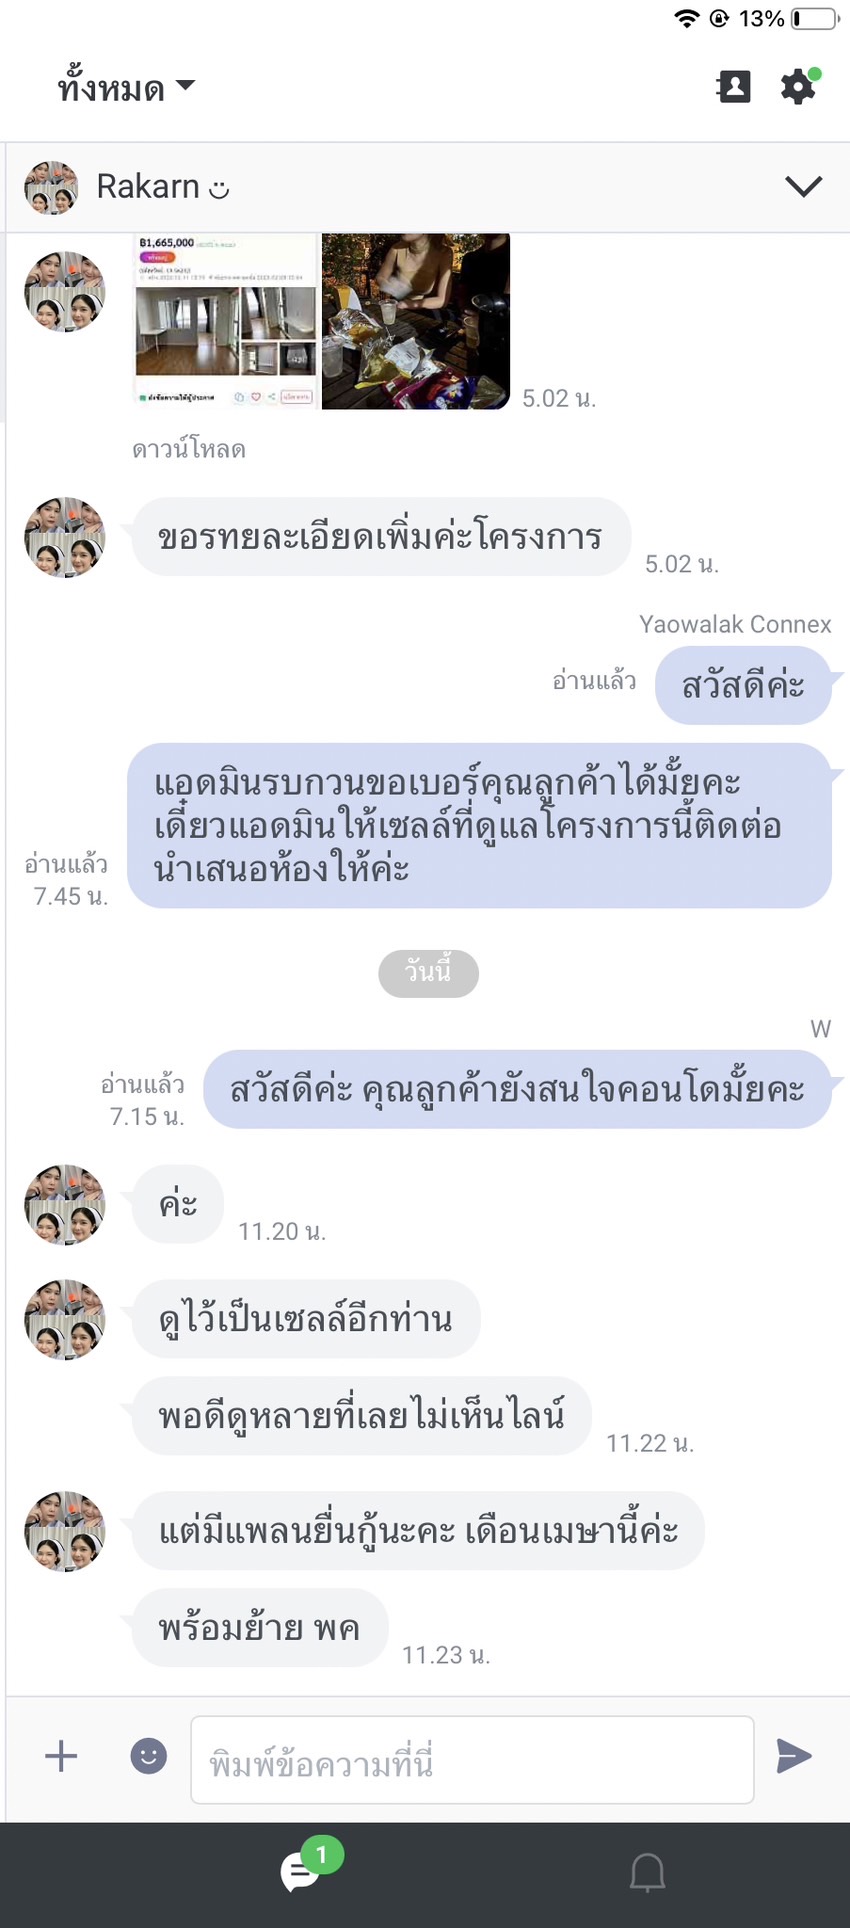 13%
ทั้งหมด
Rakarn
฿1,665,000
5.02 น.
ดาวน์โหลด
ขอรทยละเอียดเพิ่มค่ะโครงการ
5.02 น.
Yaowalak Connex
อ่านแล้ว
สวัสดีค่ะ
แอดมินรบกวนขอเบอร์คุณลูกค้าได้มั้ยคะ
เดี๋ยวแอดมินให้เซลล์ที่ดูแลโครงการนี้ติดต่อ
นำเสนอห้องให้ค่ะ
อ่านแล้ว
7.45 น.
วันนี้
W
สวัสดีค่ะ คุณลูกค้ายังสนใจคอนโดมั้ยคะ
อ่านแล้ว
7.15 น.
ค่ะ
11.20 น.
ดูไว้เป็นเซลล์อีกท่าน
พอดีดูหลายที่เลยไม่เห็นไลน์
11.22 น.
แต่มีแพลนยื่นกู้นะคะ เดือนเมษานี้ค่ะ
พร้อมย้าย พค
11.23 น.
พิมพ์ข้อความที่นี่
1